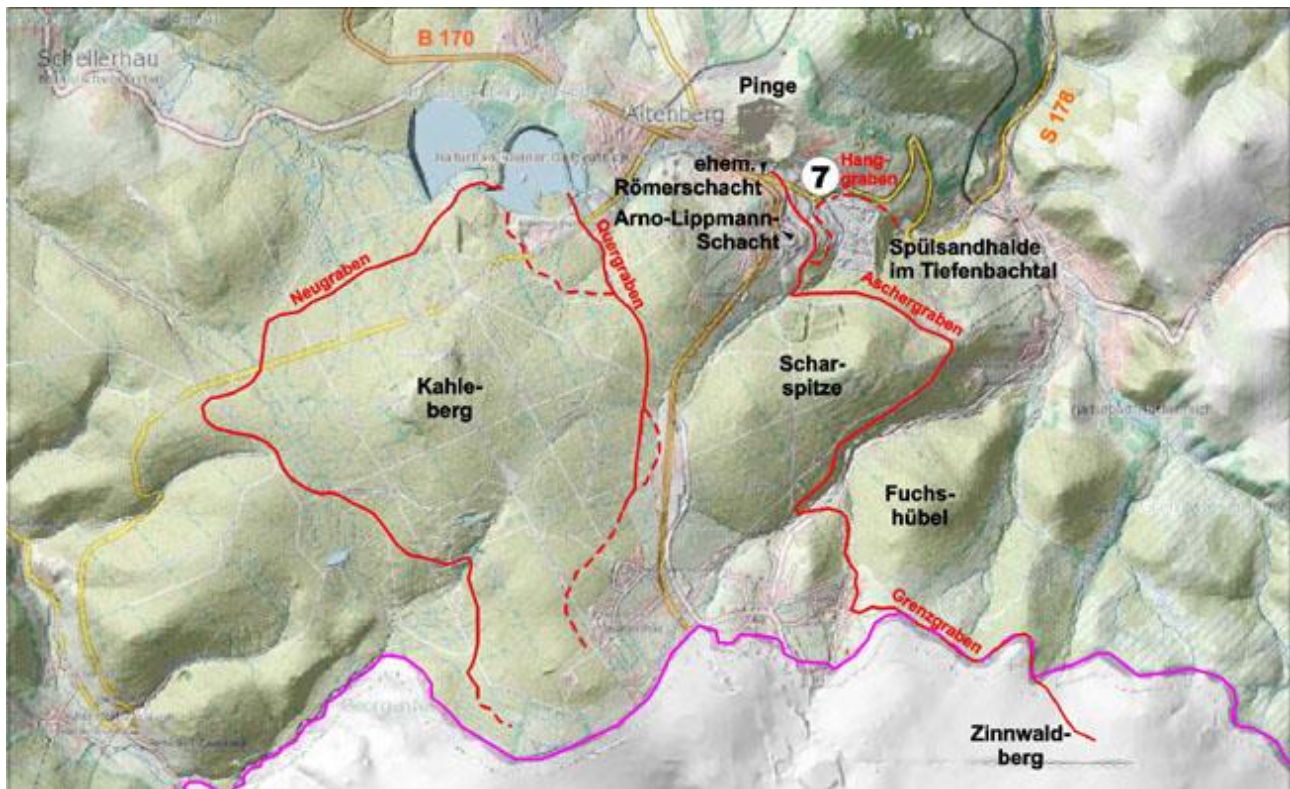 B 170
Schellerhau
Pinge
Altenberg
S 178
ehem.
Römerschacht
7
Hang-
graben
Arno-Lippmann-
Schacht
Spülsandhalde
im Tiefenbachtal
Neugraben
Quergraben
Aschergraben
Kahle-
berg
Schar-
spitze
Fuchs-
hübel
Grenzgraben
Zinnwald-
berg